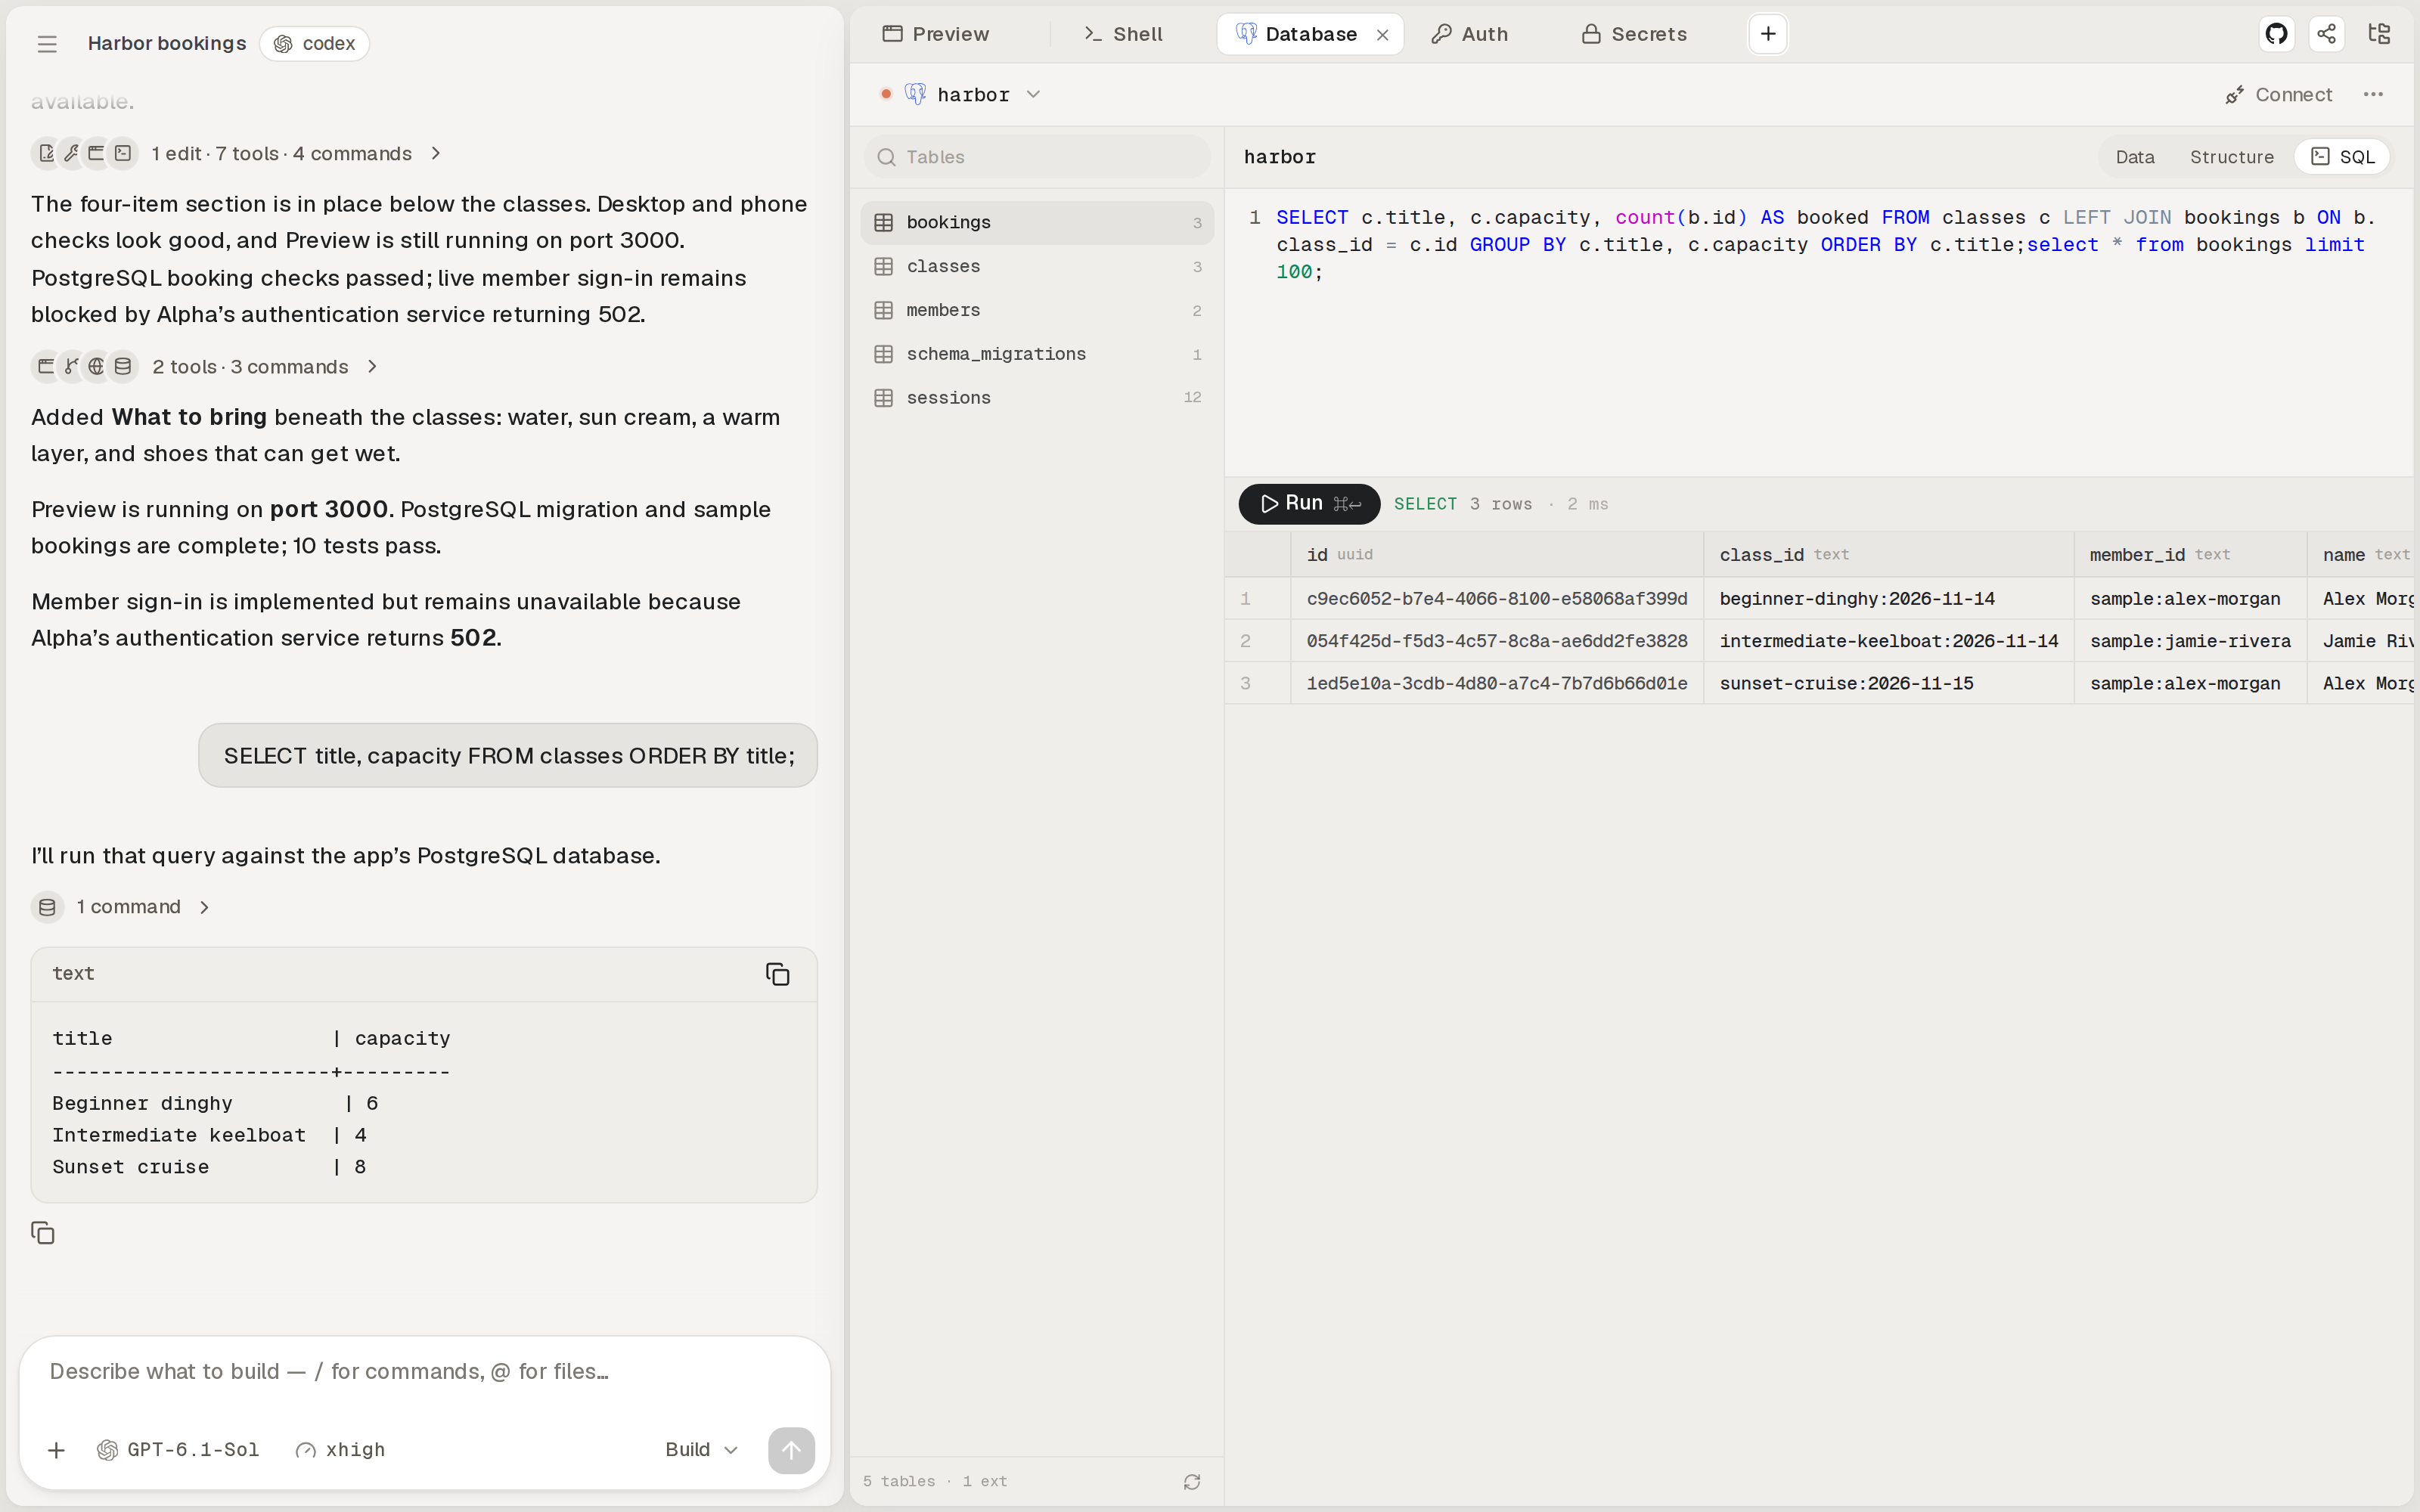 Harbor bookings
codex
available.
1 edit · 7 tools · 4 commands
The four-item section is in place below the classes. Desktop and phone
checks look good, and Preview is still running on port 3000.
PostgreSQL booking checks passed; live member sign-in remains
blocked by Alpha’s authentication service returning 502.
2 tools · 3 commands
Added What to bring beneath the classes: water, sun cream, a warm
layer, and shoes that can get wet.
Preview is running on port 3000. PostgreSQL migration and sample
bookings are complete; 10 tests pass.
Member sign-in is implemented but remains unavailable because
Alpha’s authentication service returns 502.
SELECT title, capacity FROM classes ORDER BY title;
I’ll run that query against the app’s PostgreSQL database.
1 command
text
title | capacity
-----------------------+---------
Beginner dinghy | 6
Intermediate keelboat | 4
Sunset cruise | 8
Describe what to build — / for commands, @ for files…
GPT-6.1-Sol
xhigh
Build
Preview
Shell
Database
Auth
Secrets
harbor
Connect
Tables
bookings 3
classes 3
members 2
schema_migrations 1
sessions 12
5 tables · 1 ext
harbor
Data
Structure
SQL
1 SELECT c.title, c.capacity, count(b.id) AS booked FROM classes c LEFT JOIN bookings b ON b.
class_id = c.id GROUP BY c.title, c.capacity ORDER BY c.title;select * from bookings limit
100;
Run ⌘↩
SELECT 3 rows · 2 ms
id uuid class_id text member_id text name text
1 c9ec6052-b7e4-4066-8100-e58068af399d beginner-dinghy:2026-11-14 sample:alex-morgan Alex Morg
2 054f425d-f5d3-4c57-8c8a-ae6dd2fe3828 intermediate-keelboat:2026-11-14 sample:jamie-rivera Jamie Riv
3 1ed5e10a-3cdb-4d80-a7c4-7b7d6b66d01e sunset-cruise:2026-11-15 sample:alex-morgan Alex Morg